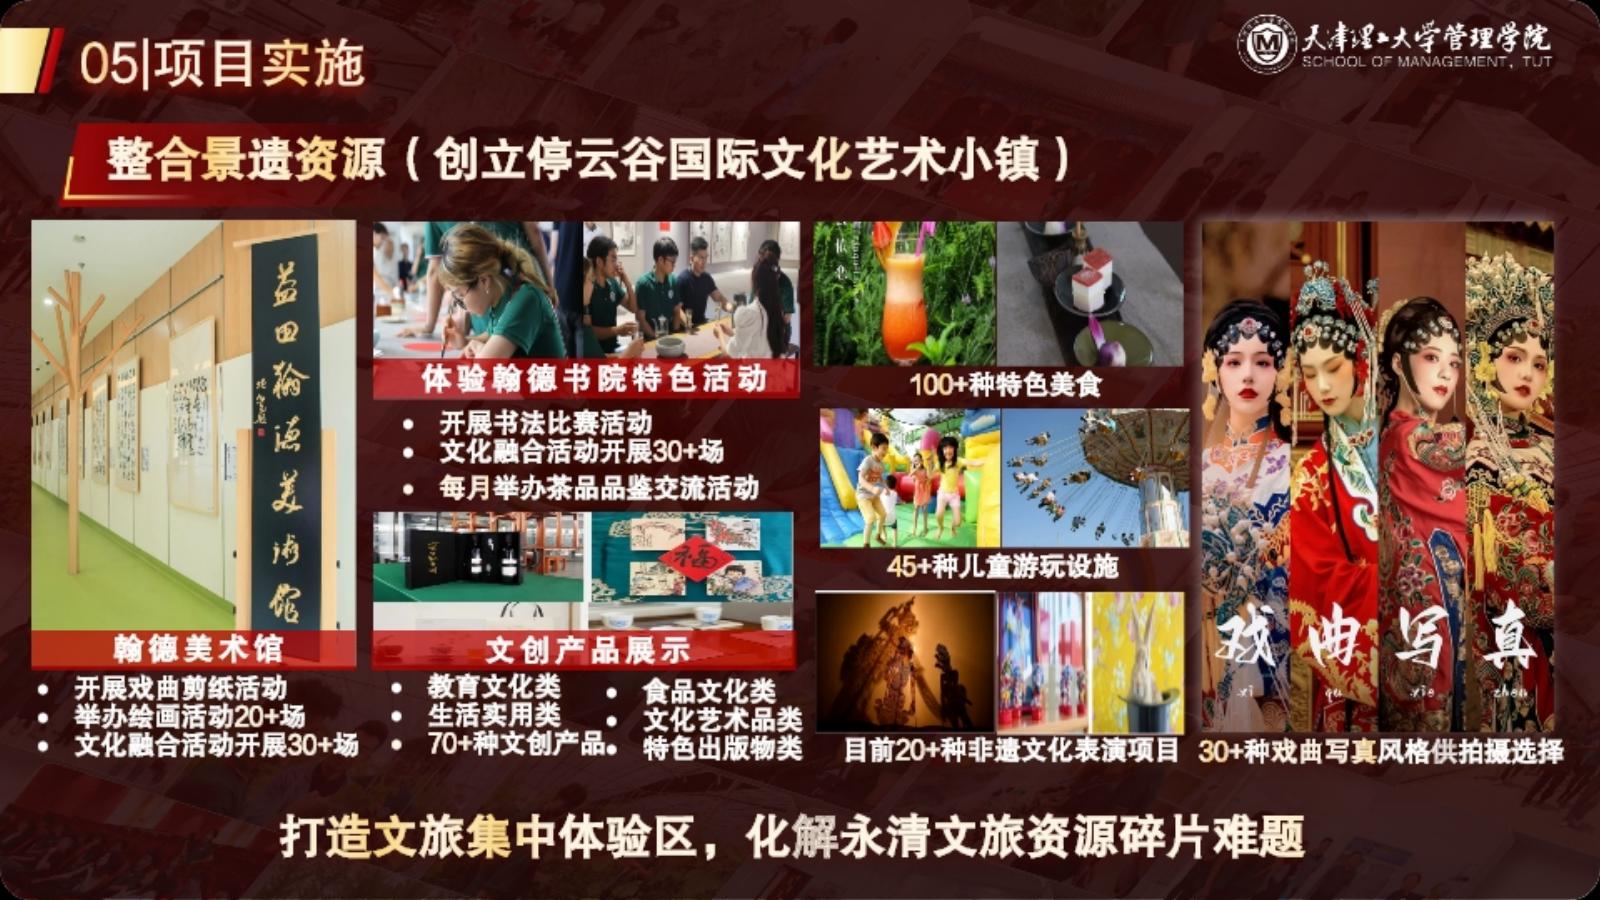 05|项目实施
天津理工大学管理学院
SCHOOL OF MANAGEMENT, TUT
整合景遗资源（创立停云谷国际文化艺术小镇）
益田翰德美术馆
翰德美术馆
开展戏曲剪纸活动
举办绘画活动20+场
文化融合活动开展30+场
体验翰德书院特色活动
开展书法比赛活动
文化融合活动开展30+场
每月举办茶品品鉴交流活动
福
文创产品展示
教育文化类
生活实用类
70+种文创产品
食品文化类
文化艺术品类
特色出版物类
100+种特色美食
45+种儿童游玩设施
目前20+种非遗文化表演项目
戏曲写真
xi qu xie zhen
30+种戏曲写真风格供拍摄选择
打造文旅集中体验区，化解永清文旅资源碎片难题